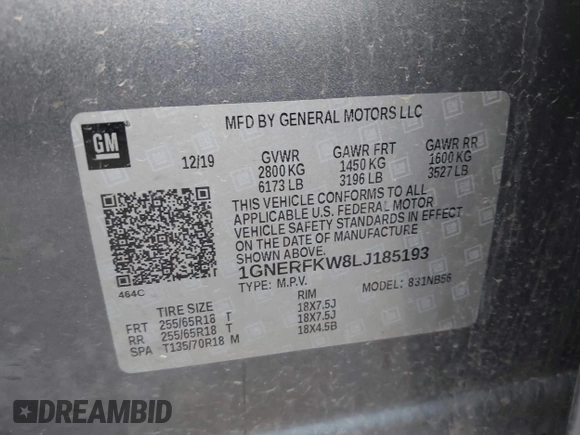 GM
MFD BY GENERAL MOTORS LLC
12/19 GVWR GAWR FRT GAWR RR
2800 KG 1450 KG 1600 KG
6173 LB 3196 LB 3527 LB
THIS VEHICLE CONFORMS TO ALL
APPLICABLE U.S. FEDERAL MOTOR
VEHICLE SAFETY STANDARDS IN EFFECT
ON THE DATE OF MANUFACTURE
SHOWN ABOVE.
1GNERFKW8LJ185193
TYPE: M.P.V. MODEL: 831NB56
464C
TIRE SIZE RIM
FRT 255/65R18 T 18X7.5J
RR 255/65R18 T 18X7.5J
SPA T135/70R18 M 18X4.5B
DREAMBID